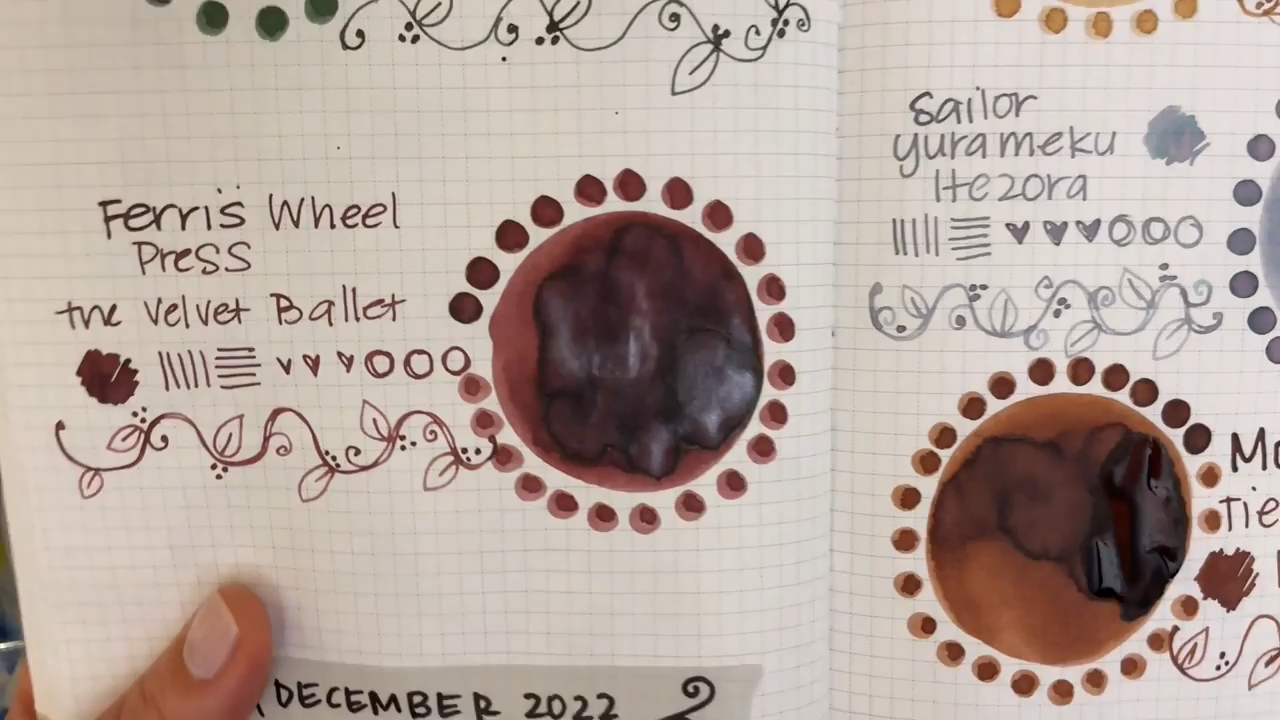 Ferris Wheel
Press
the Velvet Ballet
DECEMBER 2022
Sailor
yurameku
Itezora